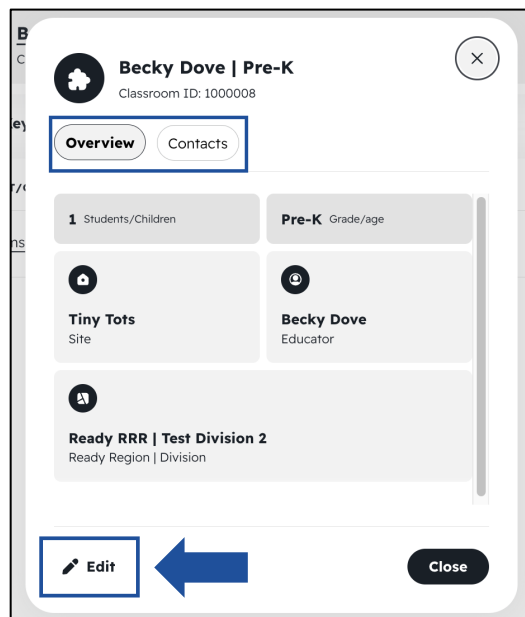 B
C
Becky Dove | Pre-K
Classroom ID: 1000008
Overview
Contacts
1 Students/Children
Pre-K Grade/age
Tiny Tots
Site
Becky Dove
Educator
Ready RRR | Test Division 2
Ready Region | Division
Edit
Close